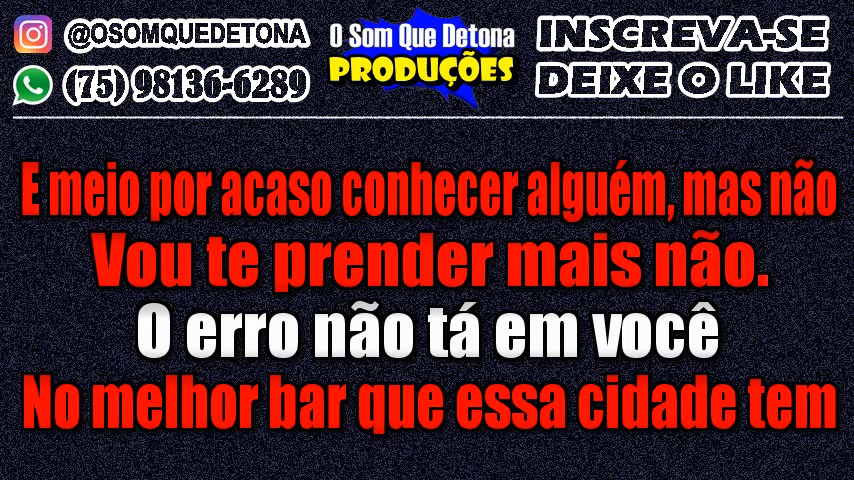 @OSOMQUEDETONA
(75) 98136-6289
O Som Que Detona
PRODUÇÕES
INSCREVA-SE
DEIXE O LIKE
E meio por acaso conhecer alguém, mas não
Vou te prender mais não.
O erro não tá em você
No melhor bar que essa cidade tem